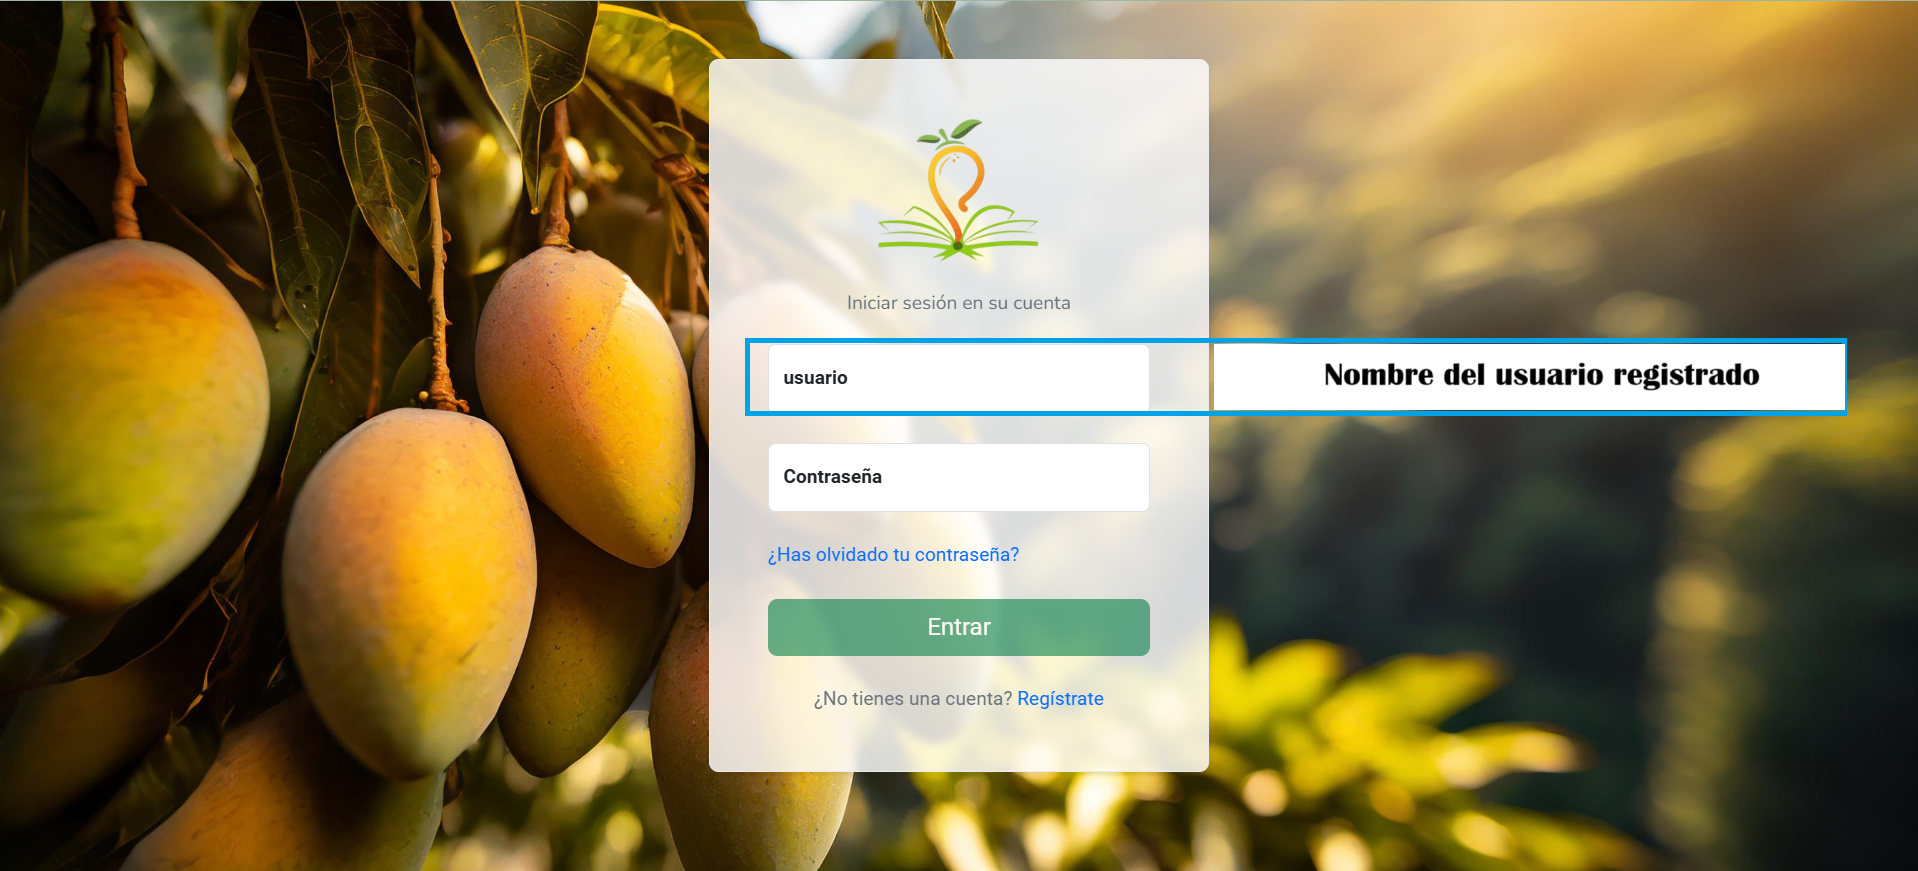 Iniciar sesión en su cuenta
usuario
Nombre del usuario registrado
Contraseña
¿Has olvidado tu contraseña?
Entrar
¿No tienes una cuenta? Regístrate